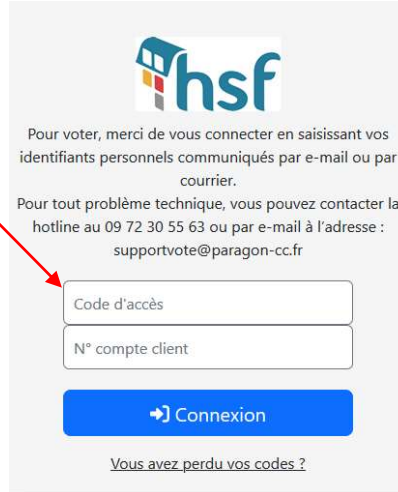 hsf
Pour voter, merci de vous connecter en saisissant vos
identifiants personnels communiqués par e-mail ou par
courrier.
Pour tout problème technique, vous pouvez contacter la
hotline au 09 72 30 55 63 ou par e-mail à l'adresse :
supportvote@paragon-cc.fr
Code d'accès
N° compte client
Connexion
Vous avez perdu vos codes ?